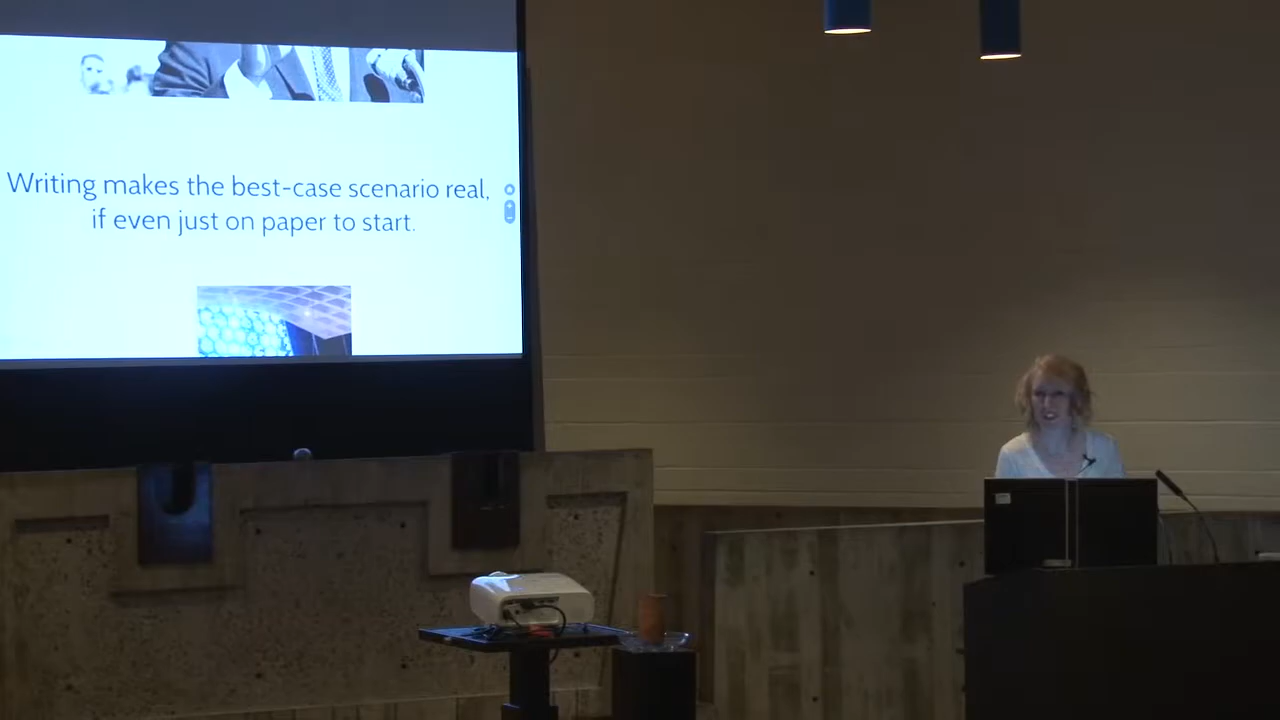 Writing makes the best-case scenario real,
if even just on paper to start.